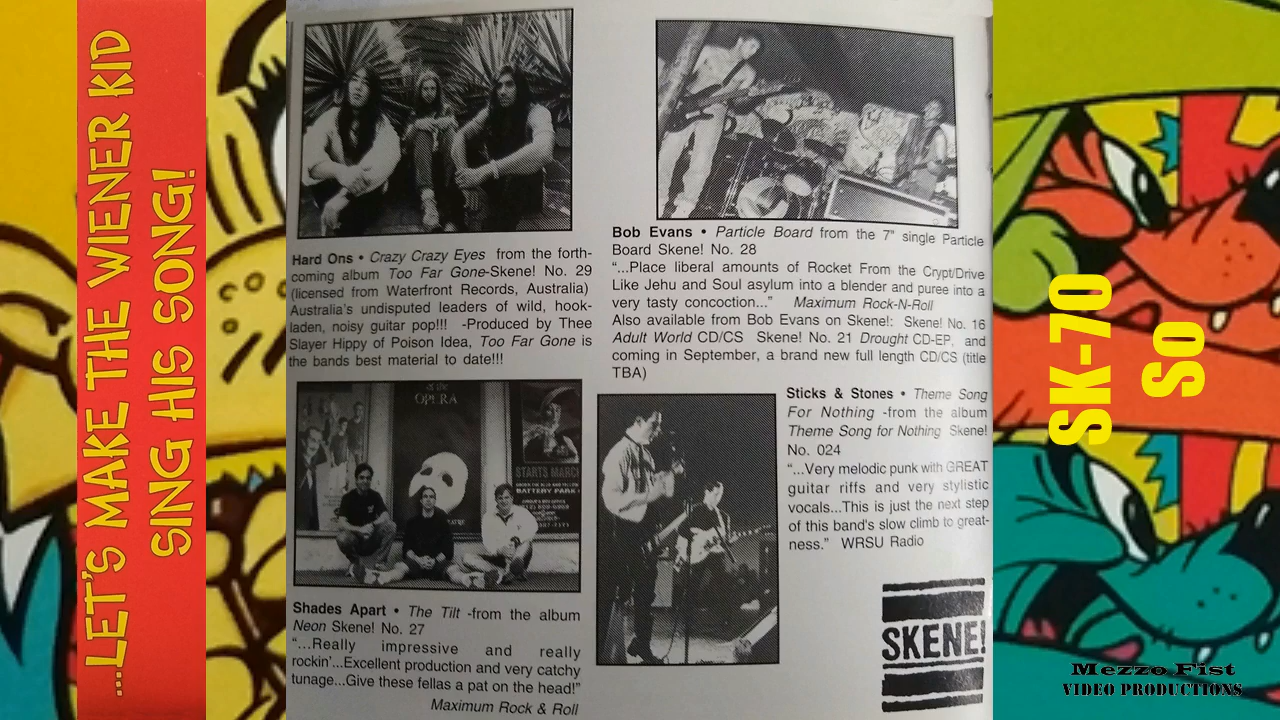 ...LET'S MAKE THE WIENER KID
SING HIS SONG!
Hard Ons • Crazy Crazy Eyes from the forth-
coming album Too Far Gone-Skene! No. 29
(licensed from Waterfront Records, Australia)
Australia's undisputed leaders of wild, hook-
laden, noisy guitar pop!!! -Produced by Thee
Slayer Hippy of Poison Idea, Too Far Gone is
the bands best material to date!!!
of the
OPERA
STARTS MARCH
BATTERY PARK
Shades Apart • The Tilt -from the album
Neon Skene! No. 27
“...Really impressive and really
rockin'...Excellent production and very catchy
tunage...Give these fellas a pat on the head!”
Maximum Rock & Roll
Bob Evans • Particle Board from the 7" single Particle
Board Skene! No. 28
“...Place liberal amounts of Rocket From the Crypt/Drive
Like Jehu and Soul asylum into a blender and puree into a
very tasty concoction...” Maximum Rock-N-Roll
Also available from Bob Evans on Skene!: Skene! No. 16
Adult World CD/CS Skene! No. 21 Drought CD-EP, and
coming in September, a brand new full length CD/CS (title
TBA)
Sticks & Stones • Theme Song
For Nothing -from the album
Theme Song for Nothing Skene!
No. 024
“...Very melodic punk with GREAT
guitar riffs and very stylistic
vocals...This is just the next step
of this band's slow climb to great-
ness.” WRSU Radio
SKENE!
SK-70
So
Mezzo Fist
VIDEO PRODUCTIONS